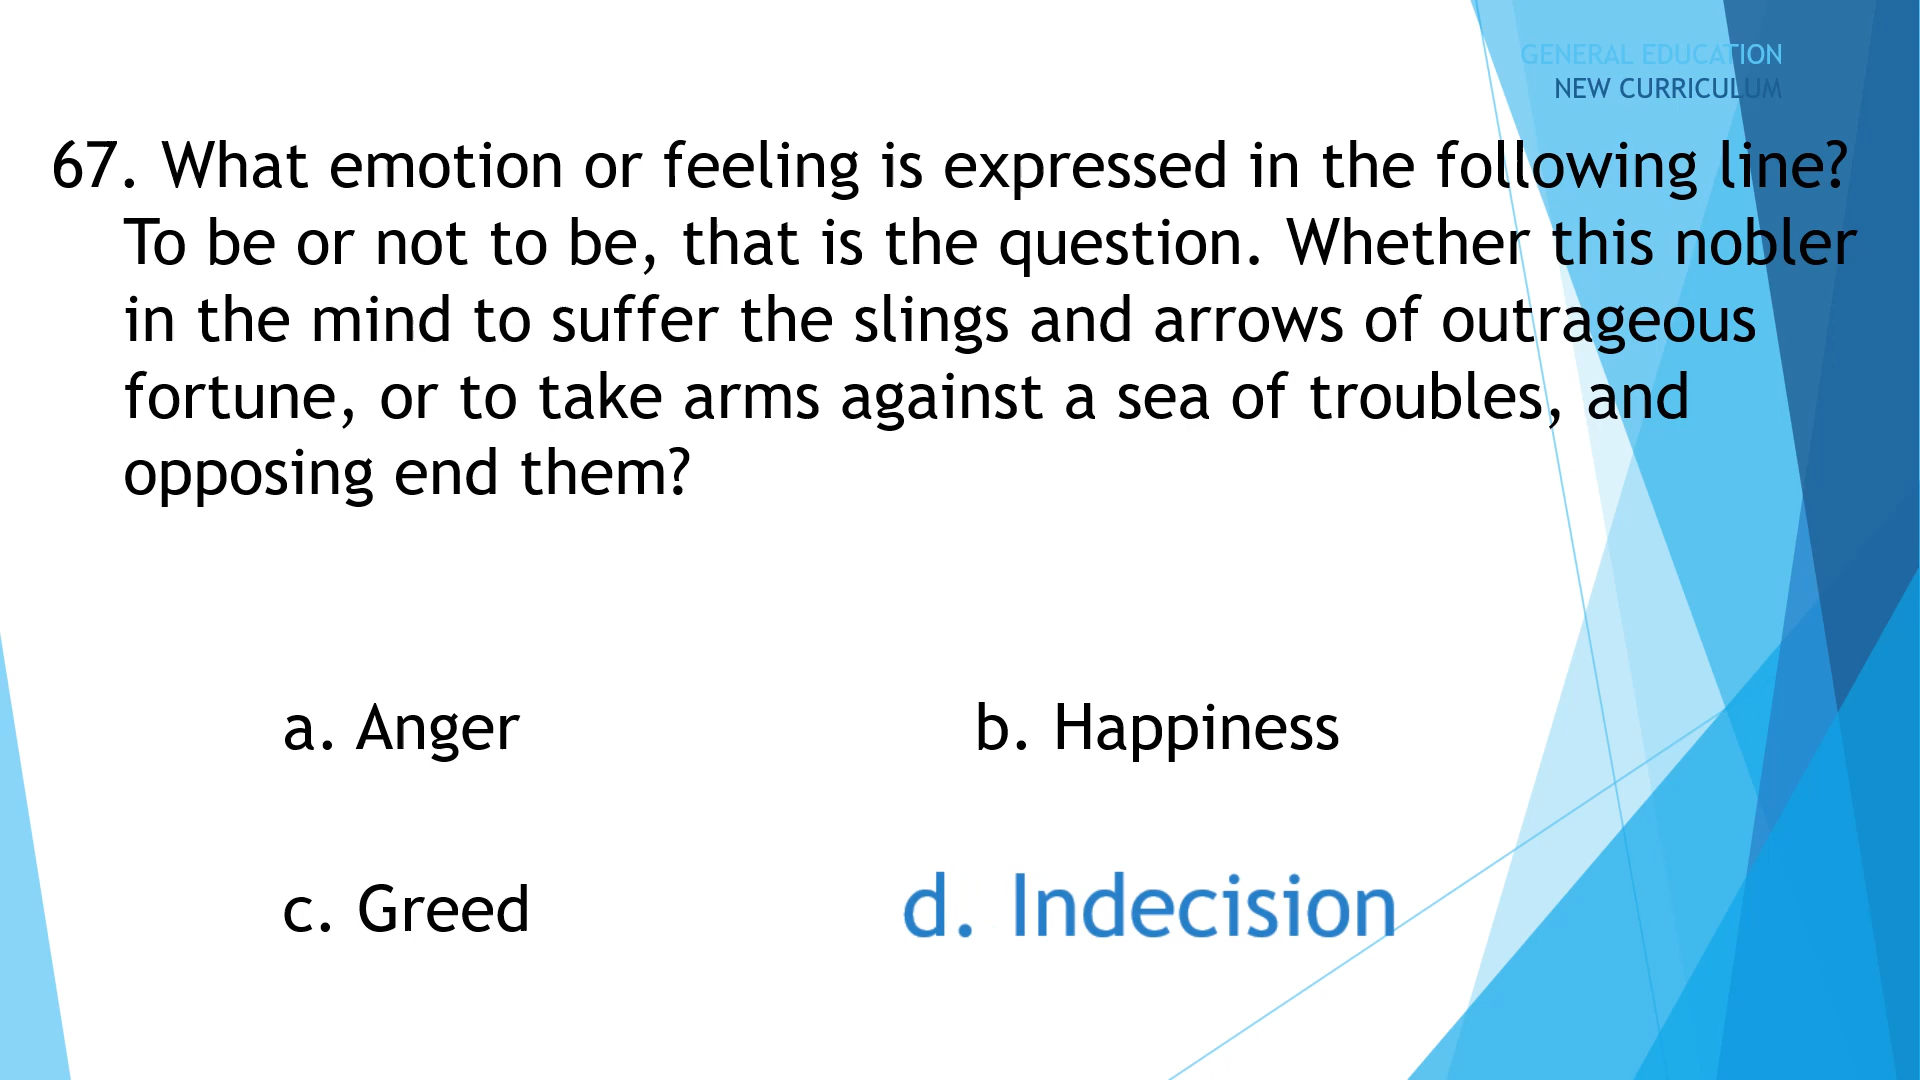 GENERAL EDUCATION
NEW CURRICULUM
67. What emotion or feeling is expressed in the following line?
To be or not to be, that is the question. Whether this nobler
in the mind to suffer the slings and arrows of outrageous
fortune, or to take arms against a sea of troubles, and
opposing end them?
a. Anger
b. Happiness
c. Greed
d. Indecision